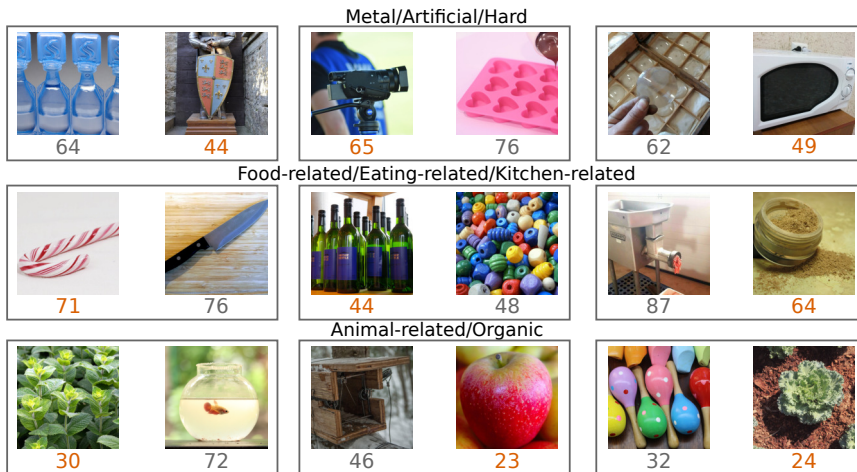 Metal/Artificial/Hard
64 44 65 76 62 49
Food-related/Eating-related/Kitchen-related
71 76 44 48 87 64
Animal-related/Organic
30 72 46 23 32 24